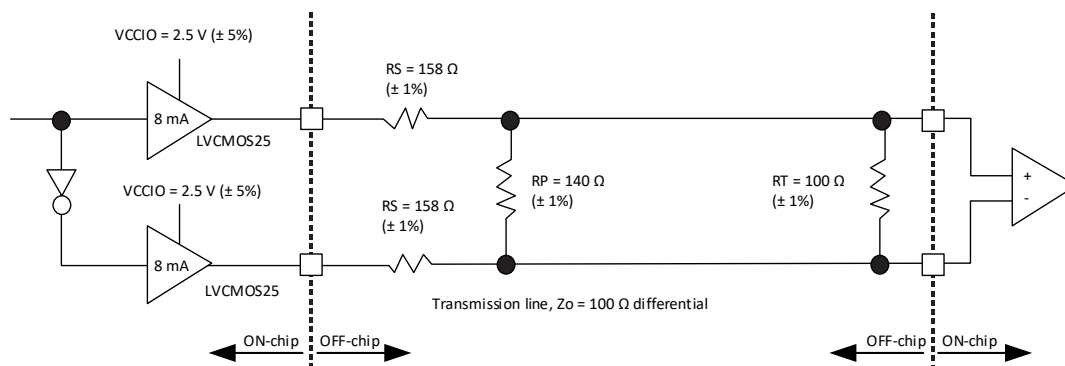 VCCIO = 2.5 V (± 5%)
8 mA
LVCMOS25
RS = 158 Ω
(± 1%)
RP = 140 Ω
(± 1%)
RT = 100 Ω
(± 1%)
+
-
VCCIO = 2.5 V (± 5%)
8 mA
LVCMOS25
RS = 158 Ω
(± 1%)
Transmission line, Zo = 100 Ω differential
ON-chip
OFF-chip
OFF-chip
ON-chip